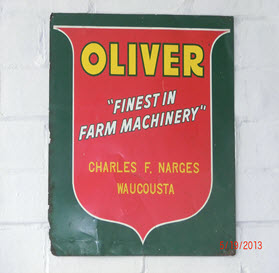 OLIVER
"FINEST IN
FARM MACHINERY"
CHARLES F. NARGES
WAUCOUSTA